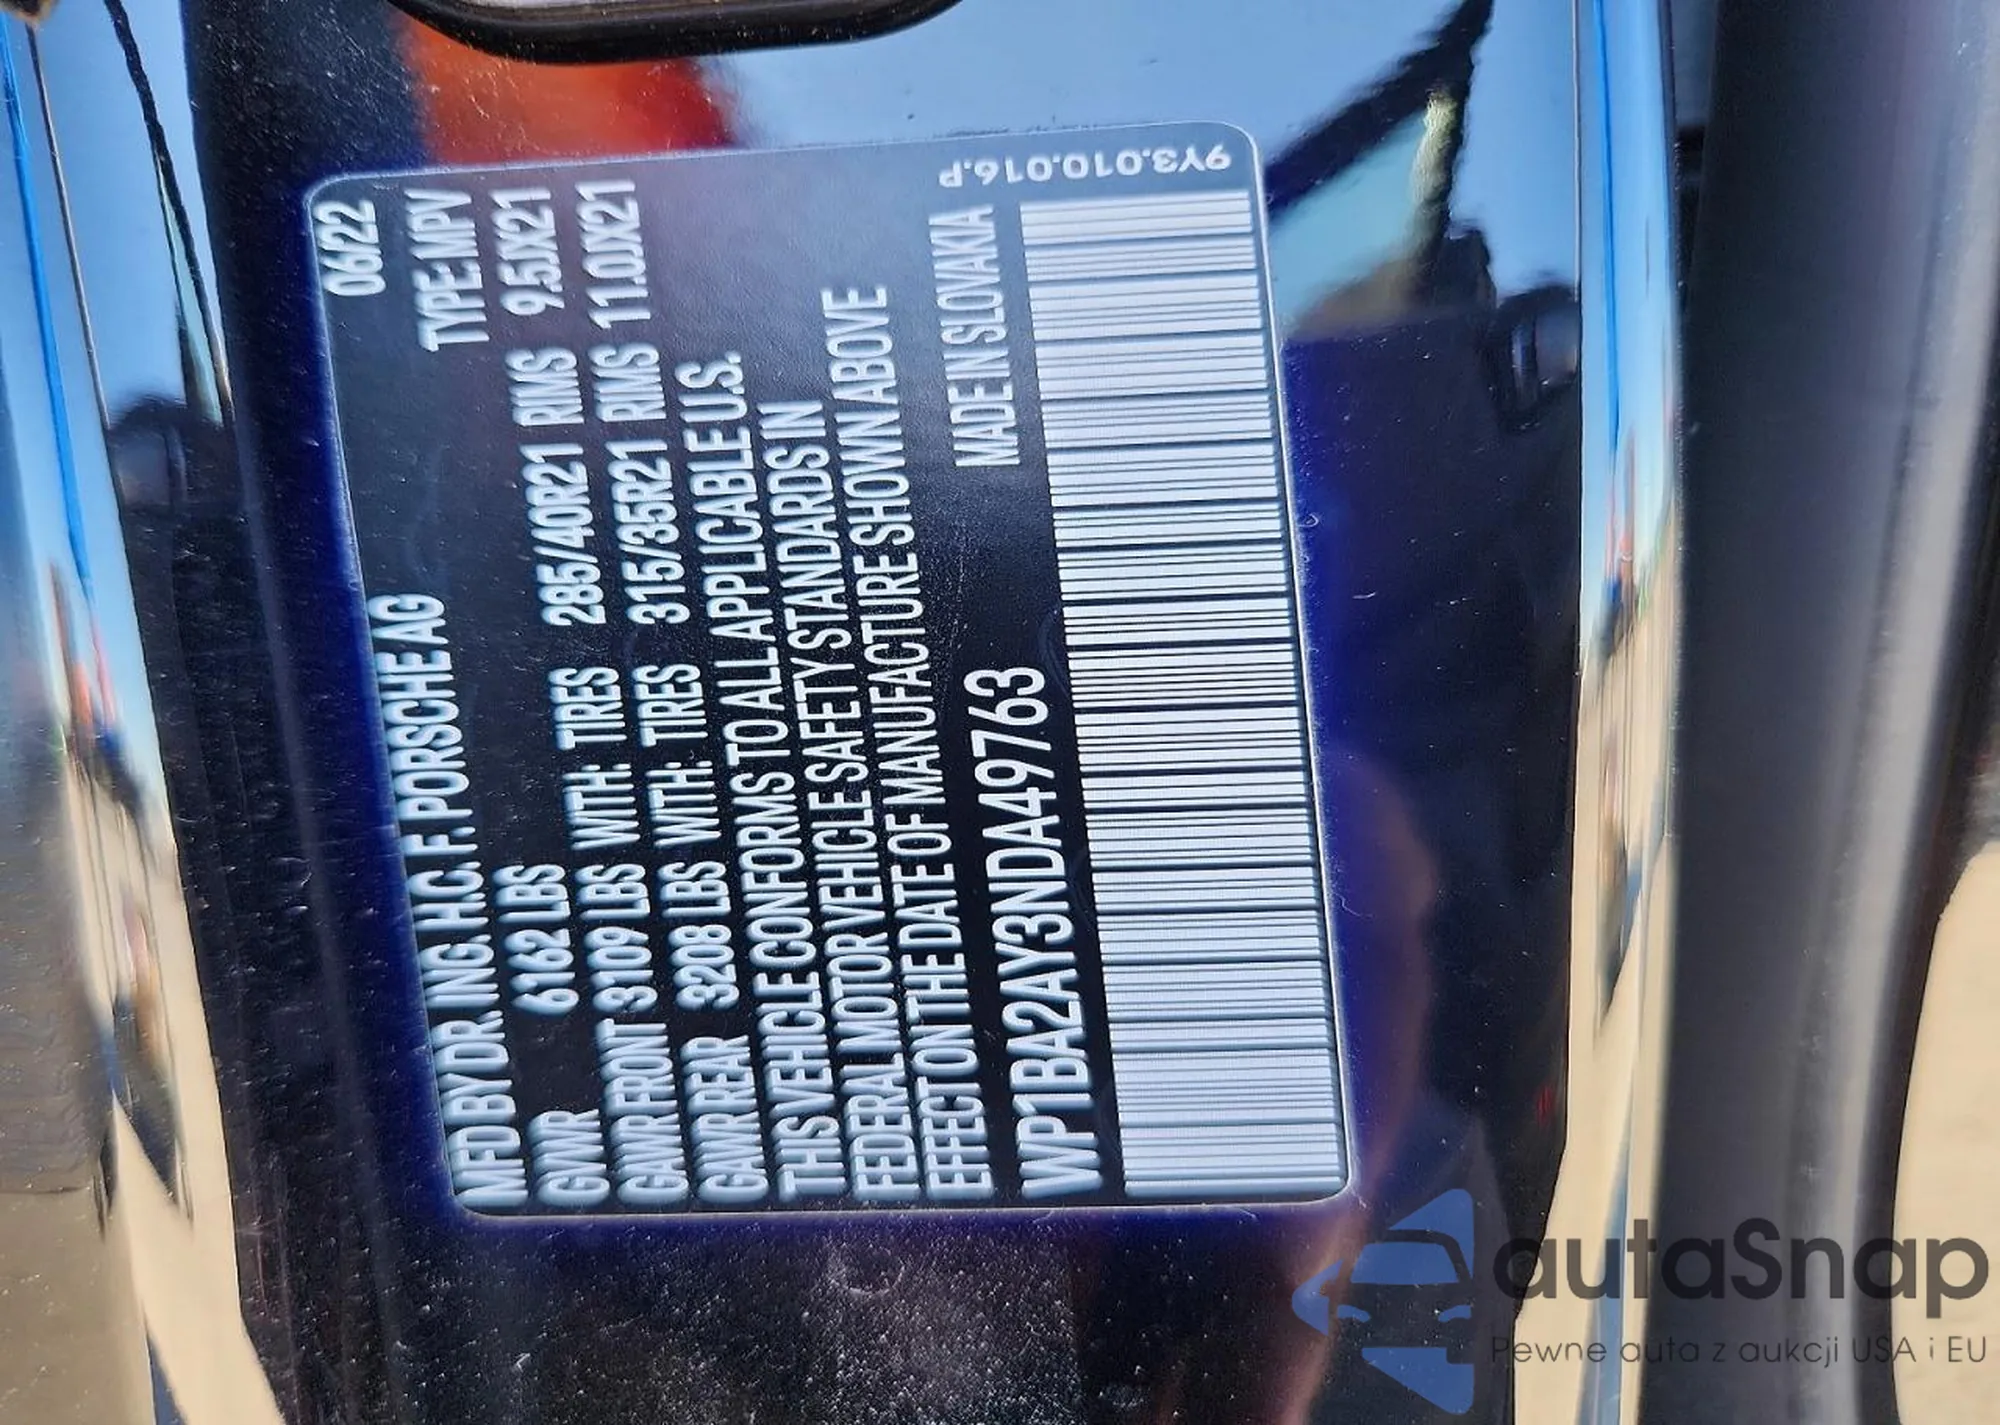 MFD BY DR. ING. H.C. F. PORSCHE AG 06/22
GVWR 6162 LBS TYPE: MPV
GAWR FRONT 3109 LBS WITH: TIRES 285/40R21 RIMS 9.5JX21
GAWR REAR 3208 LBS WITH: TIRES 315/35R21 RIMS 11.0JX21
THIS VEHICLE CONFORMS TO ALL APPLICABLE U.S.
FEDERAL MOTOR VEHICLE SAFETY STANDARDS IN
EFFECT ON THE DATE OF MANUFACTURE SHOWN ABOVE
WP1BA2AY3NDA49763 MADE IN SLOVAKIA
9Y3.010.016.P
autaSnap
Pewne auta z aukcji USA i EU